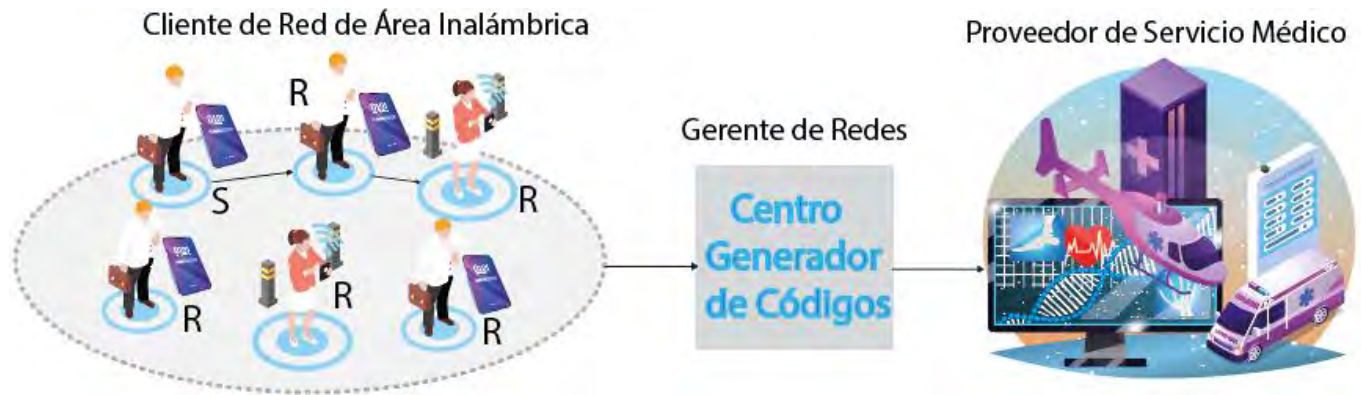 Cliente de Red de Área Inalámbrica
Proveedor de Servicio Médico
R
Gerente de Redes
S
R
Centro
Generador
de Códigos
R
R
R